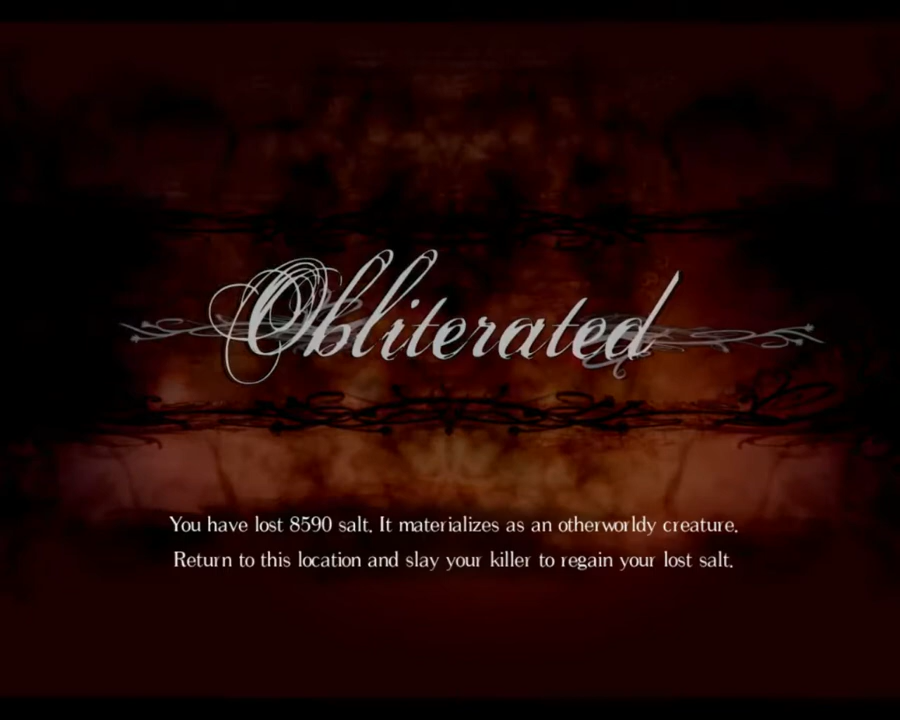 Obliterated
You have lost 8590 salt. It materializes as an otherworldly creature.
Return to this location and slay your killer to regain your lost salt.